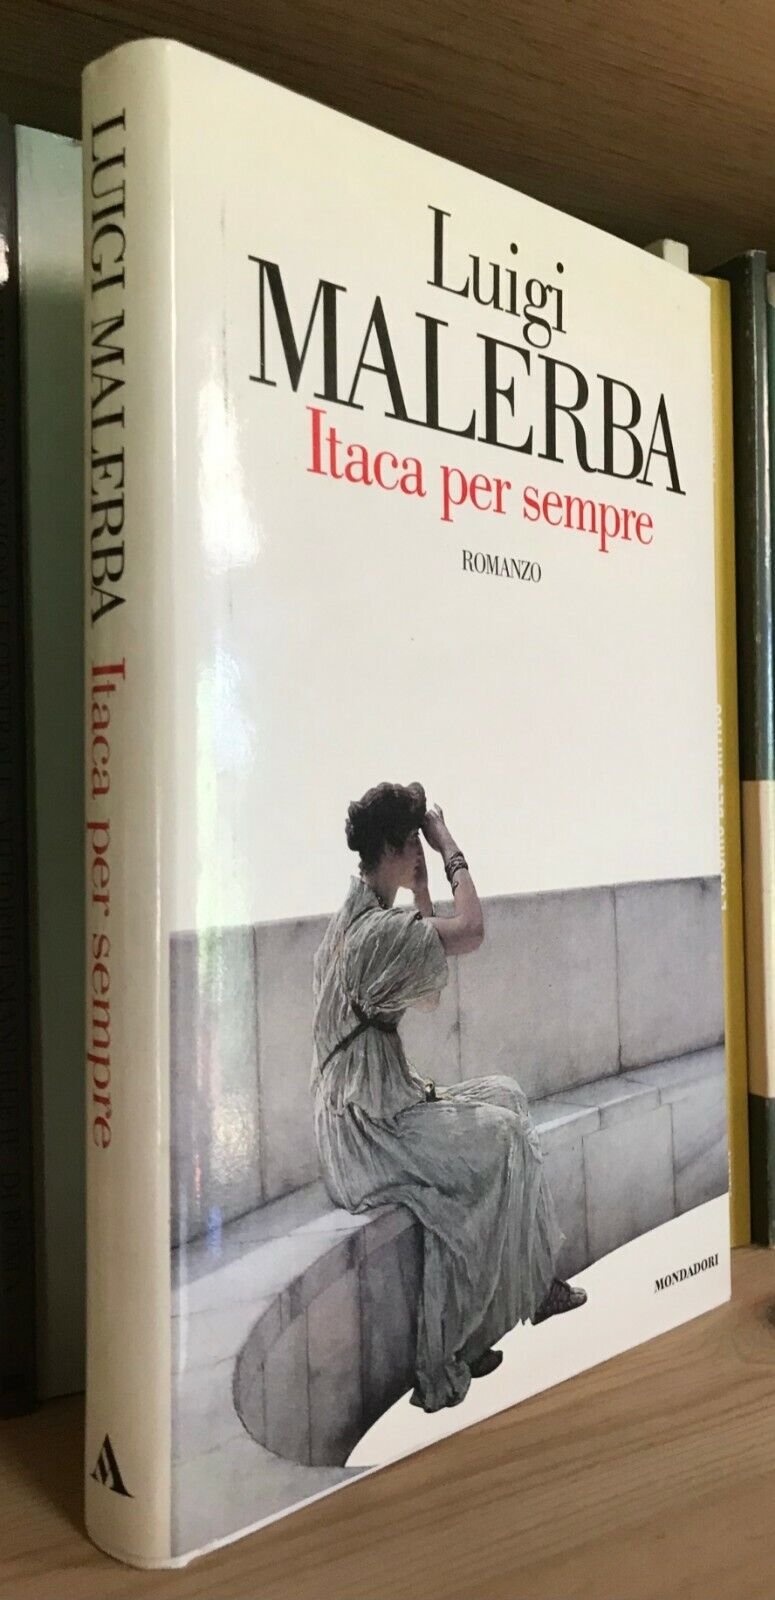 Luigi
MALERBA
Itaca per sempre
ROMANZO
MONDADORI
LUIGI MALERBA Itaca per sempre